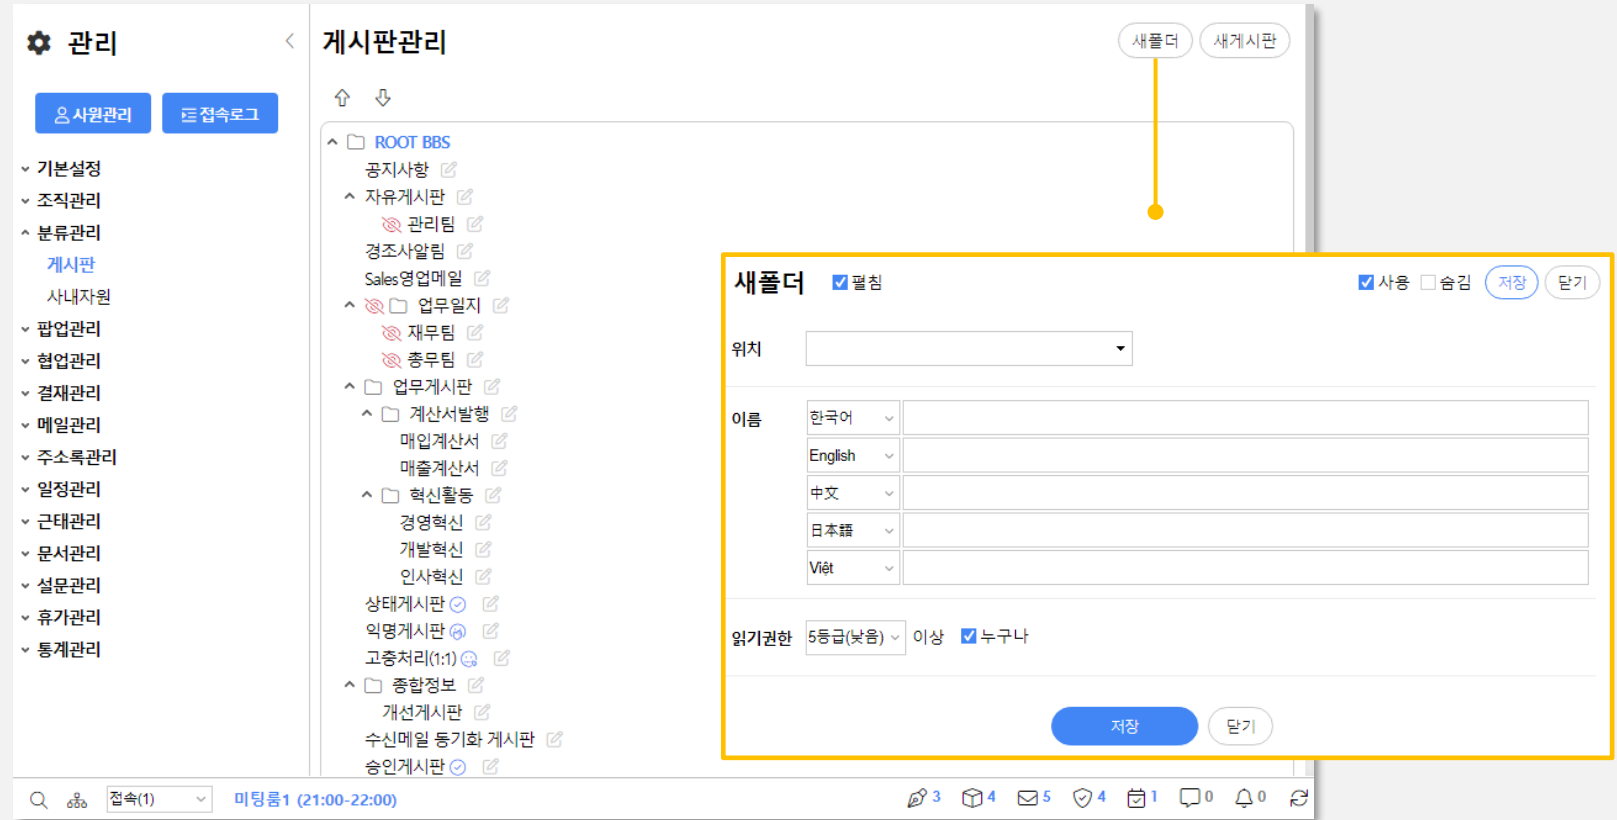 관리
사원관리
접속로그
기본설정
조직관리
분류관리
게시판
사내자원
팝업관리
협업관리
결재관리
메일관리
주소록관리
일정관리
근태관리
문서관리
설문관리
휴가관리
통계관리
게시판관리
새폴더
새게시판
ROOT BBS
공지사항
자유게시판
관리팀
경조사알림
Sales영업메일
업무일지
재무팀
총무팀
업무게시판
계산서발행
매입계산서
매출계산서
혁신활동
경영혁신
개발혁신
인사혁신
상태게시판
익명게시판
고충처리(1:1)
종합정보
개선게시판
수신메일 동기화 게시판
승인게시판
새폴더 펼침 사용 숨김 저장 닫기
위치
이름 한국어
English
中文
日本語
Việt
읽기권한 5등급(낮음) 이상 누구나
저장 닫기
접속(1) 미팅룸1 (21:00-22:00) 3 4 5 4 1 0 0